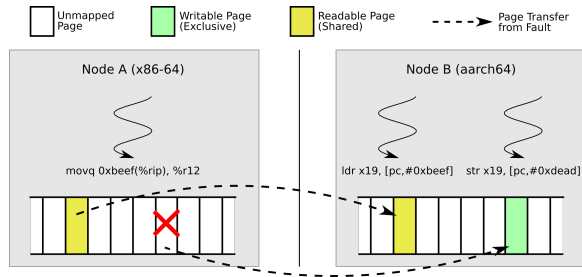 Unmapped
Page
Writable Page
(Exclusive)
Readable Page
(Shared)
Page Transfer
from Fault
Node A (x86-64)
movq 0xbeef(%rip), %r12
Node B (aarch64)
ldr x19, [pc,#0xbeef]
str x19, [pc,#0xdead]